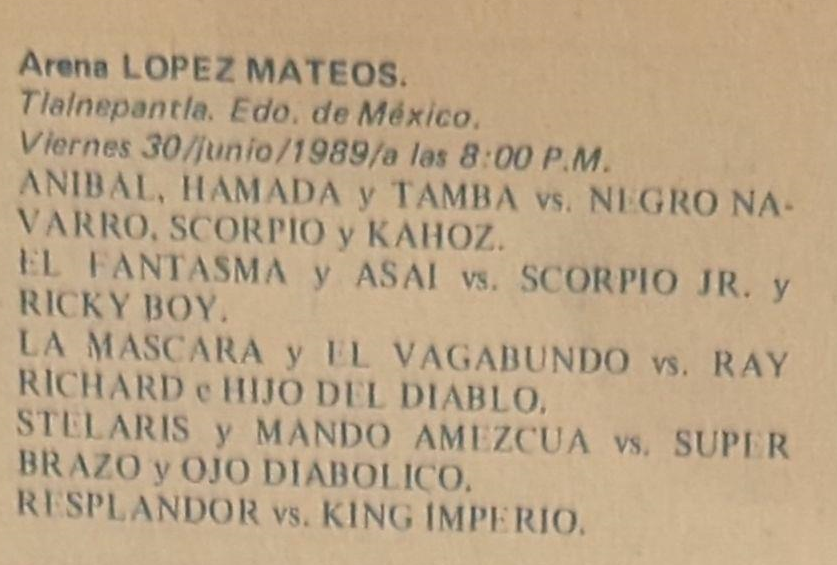 Arena LOPEZ MATEOS.
Tlalnepantla. Edo. de México.
Viernes 30/junio/1989/a las 8:00 P.M.
ANIBAL, HAMADA y TAMBA vs. NEGRO NA-
VARRO, SCORPIO y KAHOZ.
EL FANTASMA y ASAI vs. SCORPIO JR. y
RICKY BOY.
LA MASCARA y EL VAGABUNDO vs. RAY
RICHARD e HIJO DEL DIABLO.
STELARIS y MANDO AMEZCUA vs. SUPER
BRAZO y OJO DIABOLICO.
RESPLANDOR vs. KING IMPERIO.